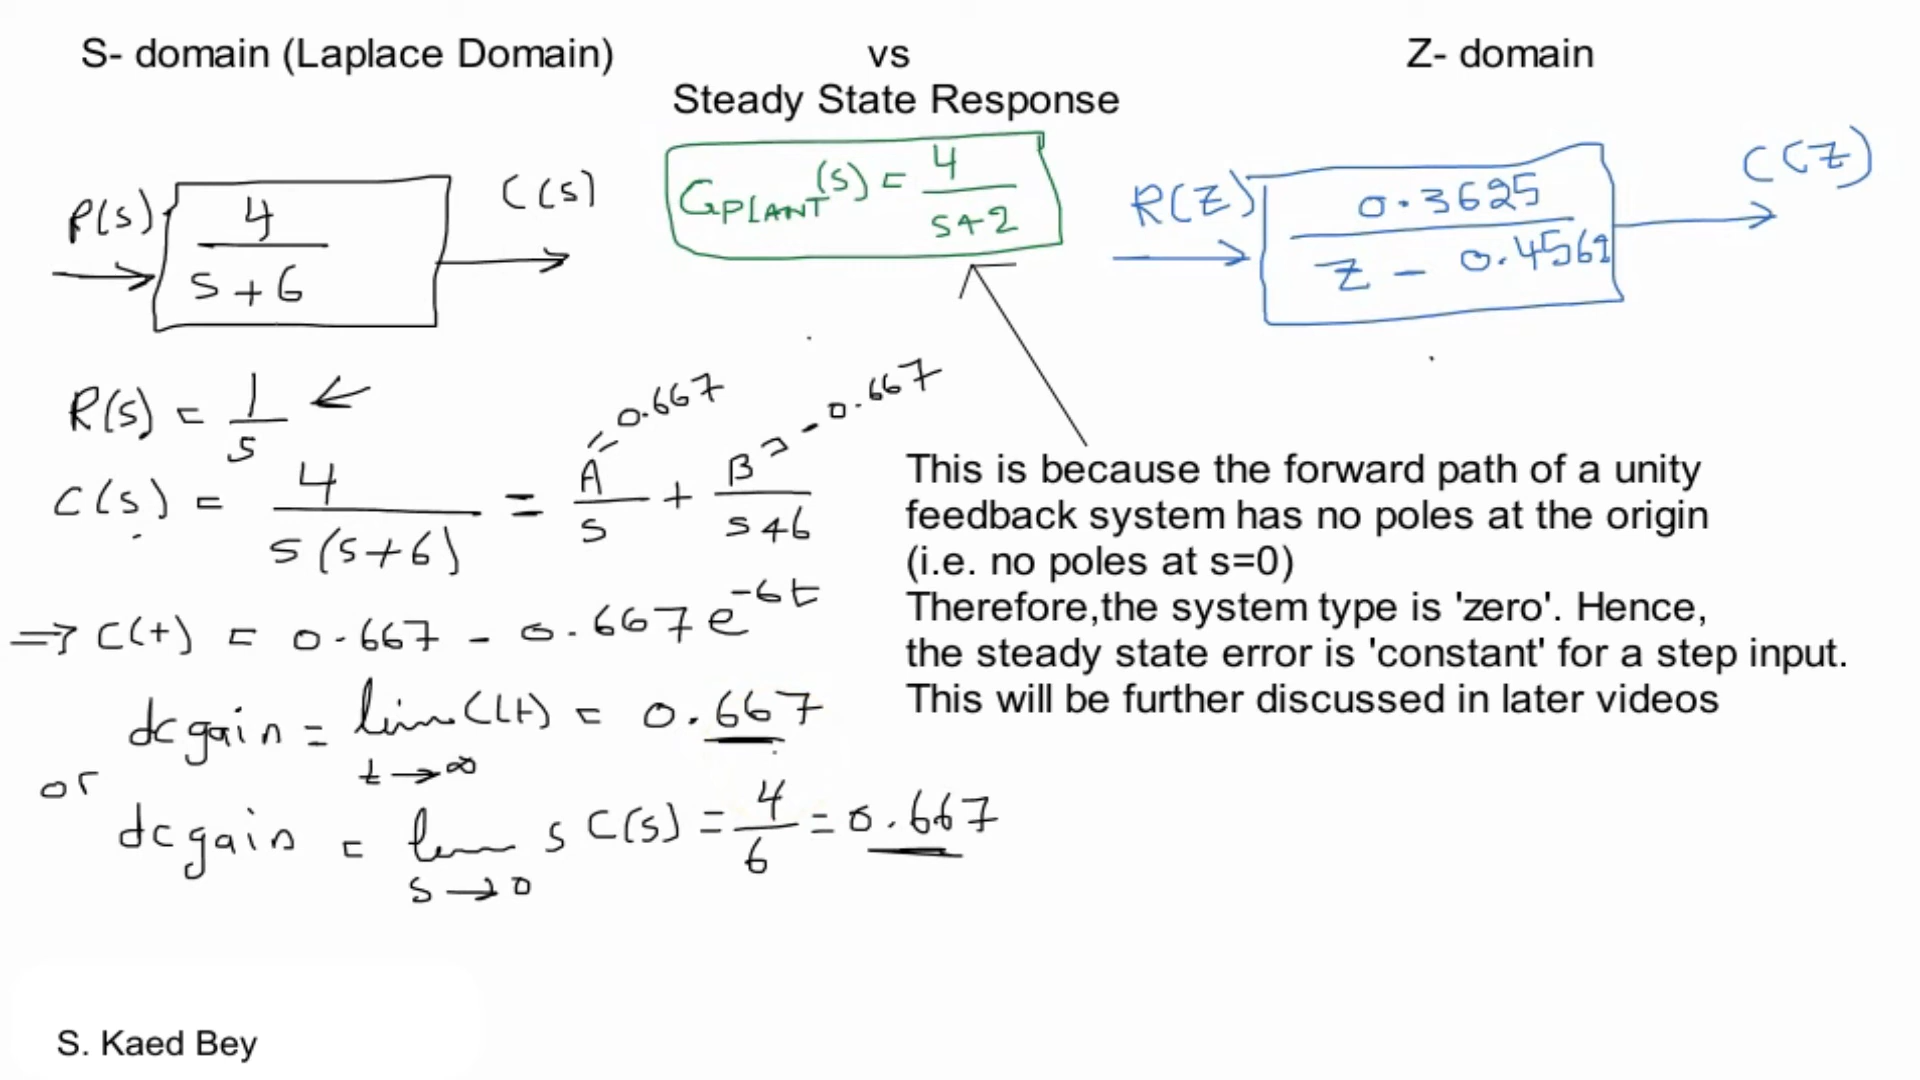 S- domain (Laplace Domain) vs Z- domain
Steady State Response
R(s) 4/(s+6) C(s)
G_PLANT(s) = 4/(s+2)
R(Z) 0.3625/(Z - 0.4561) C(Z)
R(s) = 1/s
C(s) = 4/(s(s+6)) = A/s + B/(s+6)
= 0.667
= -0.667
=> C(t) = 0.667 - 0.667e^-6t
dc gain = lim t→∞ C(t) = 0.667
or
dc gain = lim s→0 s C(s) = 4/6 = 0.667
This is because the forward path of a unity
feedback system has no poles at the origin
(i.e. no poles at s=0)
Therefore,the system type is 'zero'. Hence,
the steady state error is 'constant' for a step input.
This will be further discussed in later videos
S. Kaed Bey